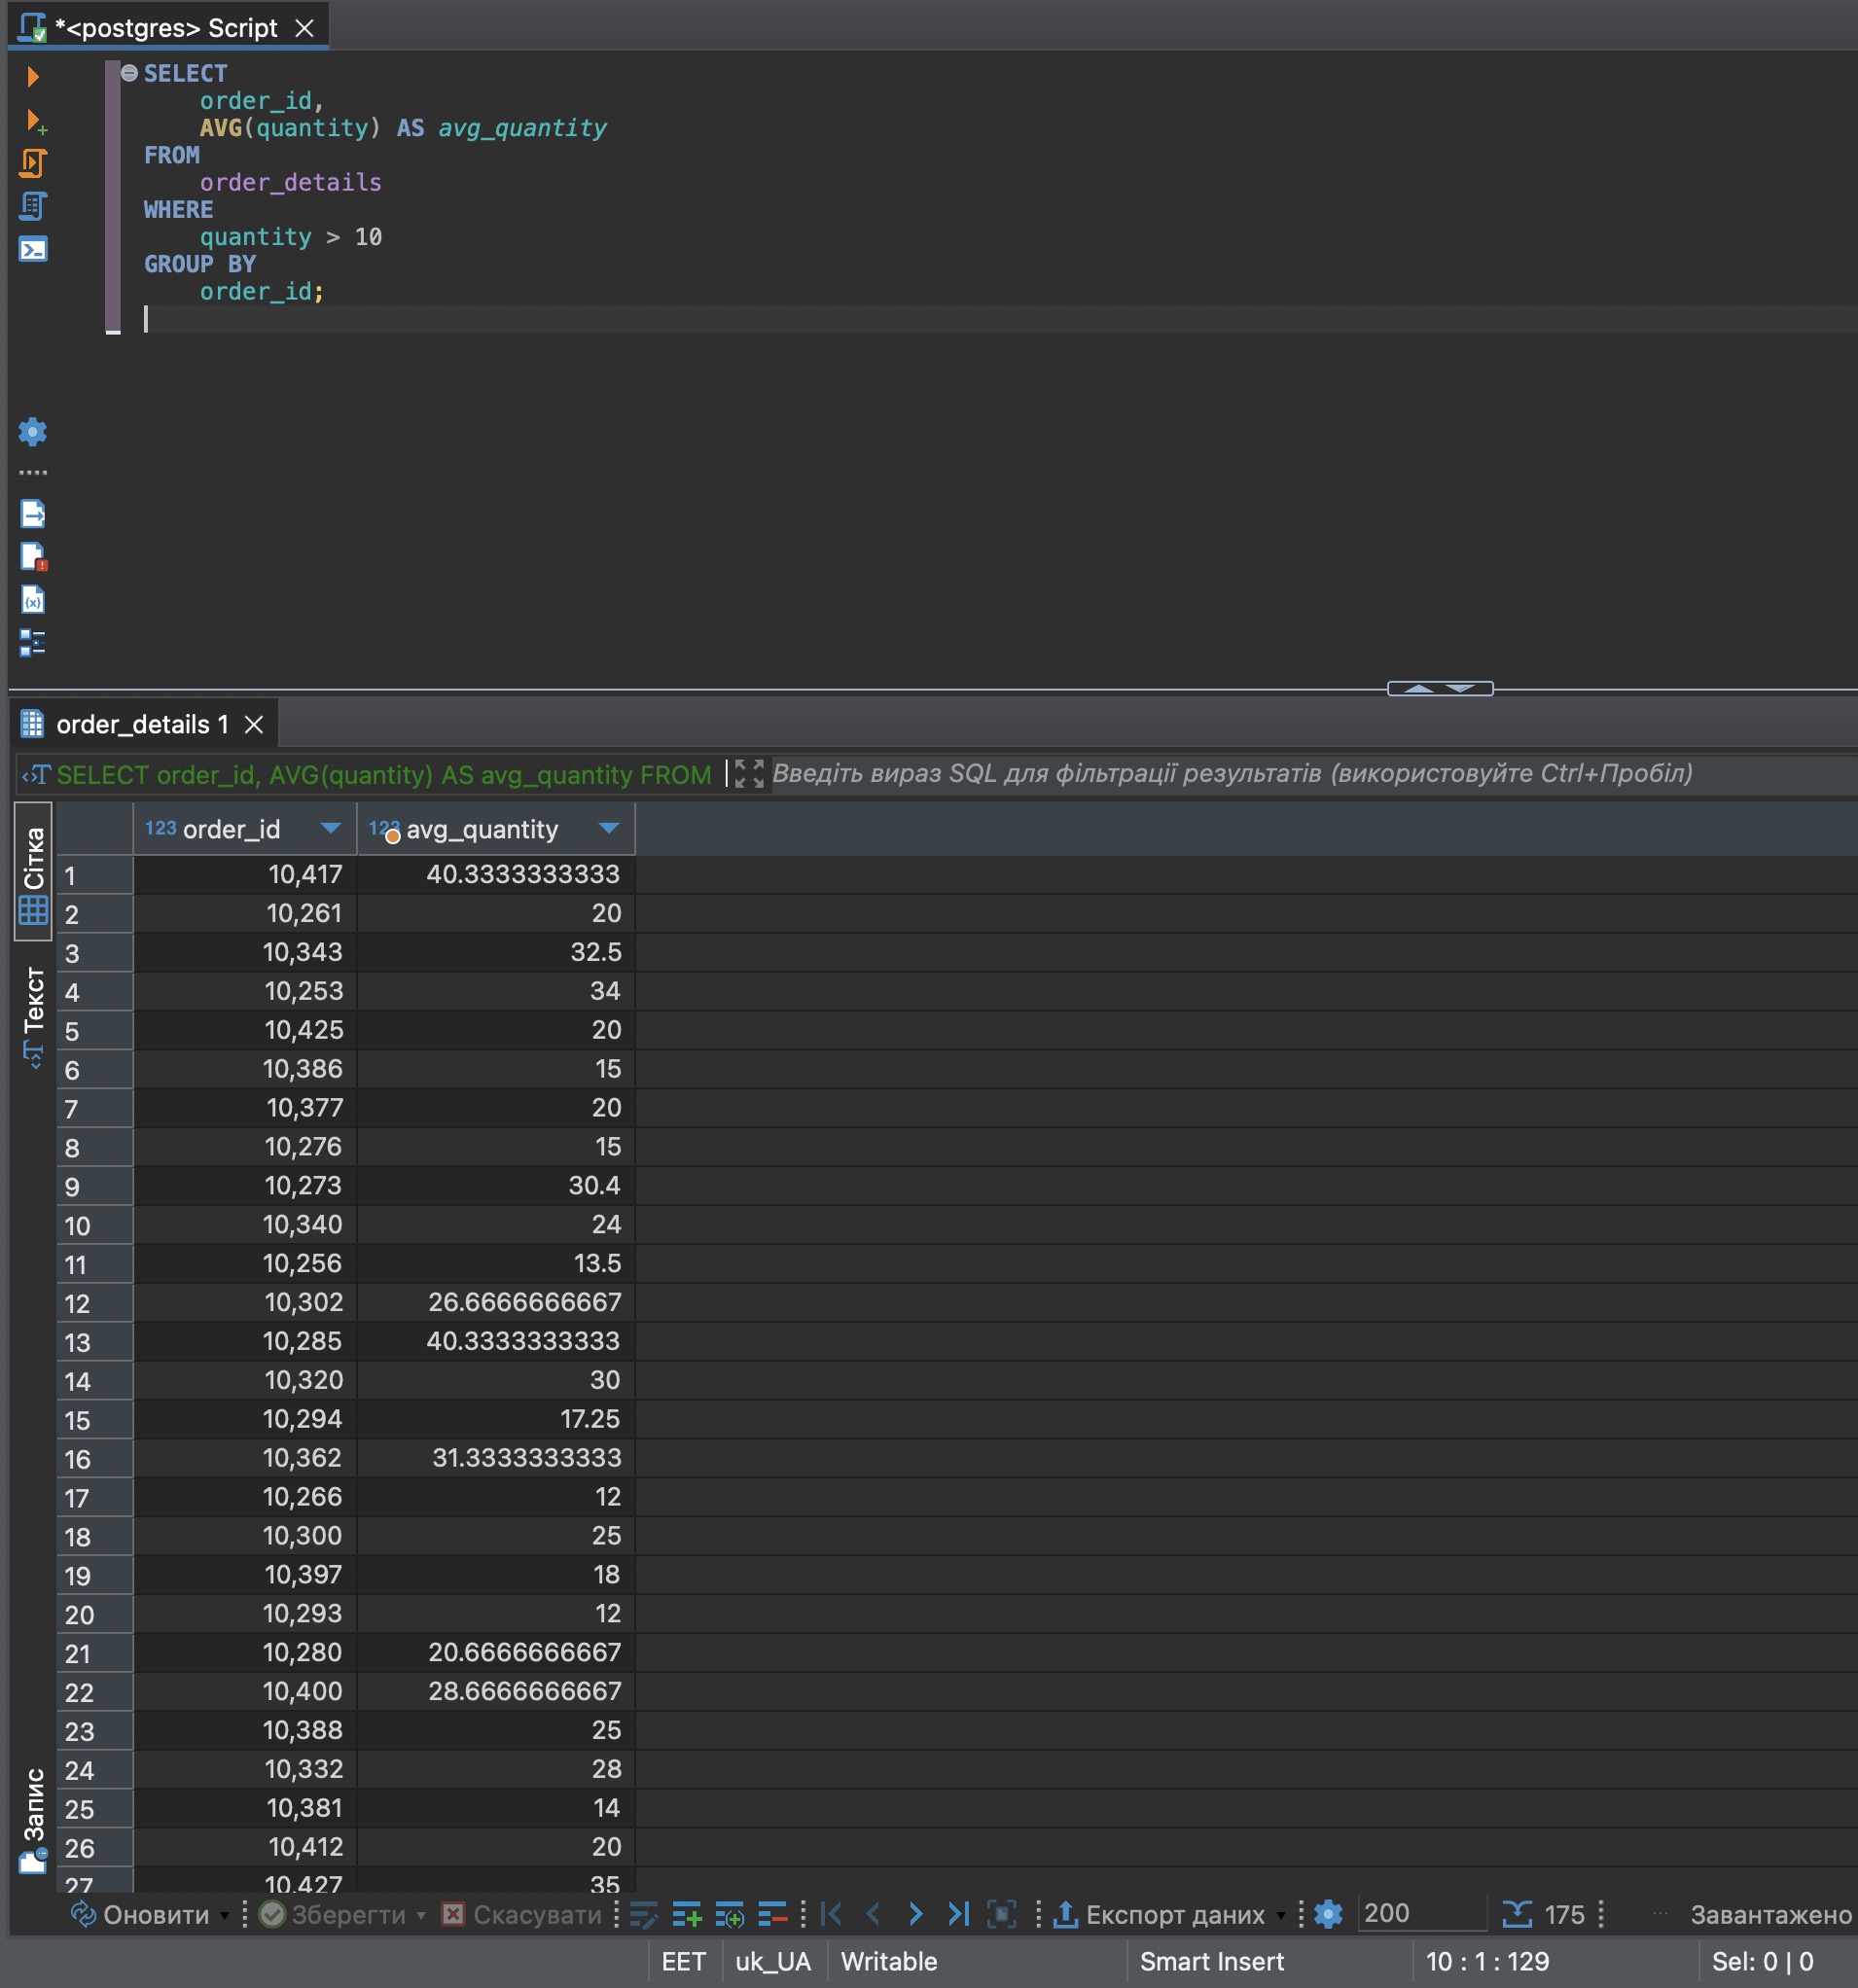 *<postgres> Script
SELECT
order_id,
AVG(quantity) AS avg_quantity
FROM
order_details
WHERE
quantity > 10
GROUP BY
order_id;
order_details 1
SELECT order_id, AVG(quantity) AS avg_quantity FROM
Введіть вираз SQL для фільтрації результатів (використовуйте Ctrl+Пробіл)
Сітка
Текст
Запис
123 order_id 123 avg_quantity
1 10,417 40.3333333333
2 10,261 20
3 10,343 32.5
4 10,253 34
5 10,425 20
6 10,386 15
7 10,377 20
8 10,276 15
9 10,273 30.4
10 10,340 24
11 10,256 13.5
12 10,302 26.6666666667
13 10,285 40.3333333333
14 10,320 30
15 10,294 17.25
16 10,362 31.3333333333
17 10,266 12
18 10,300 25
19 10,397 18
20 10,293 12
21 10,280 20.6666666667
22 10,400 28.6666666667
23 10,388 25
24 10,332 28
25 10,381 14
26 10,412 20
27 10,427 35
Оновити Зберегти Скасувати Експорт даних 200 175 ... Завантажено
EET uk_UA Writable Smart Insert 10 : 1 : 129 Sel: 0 | 0